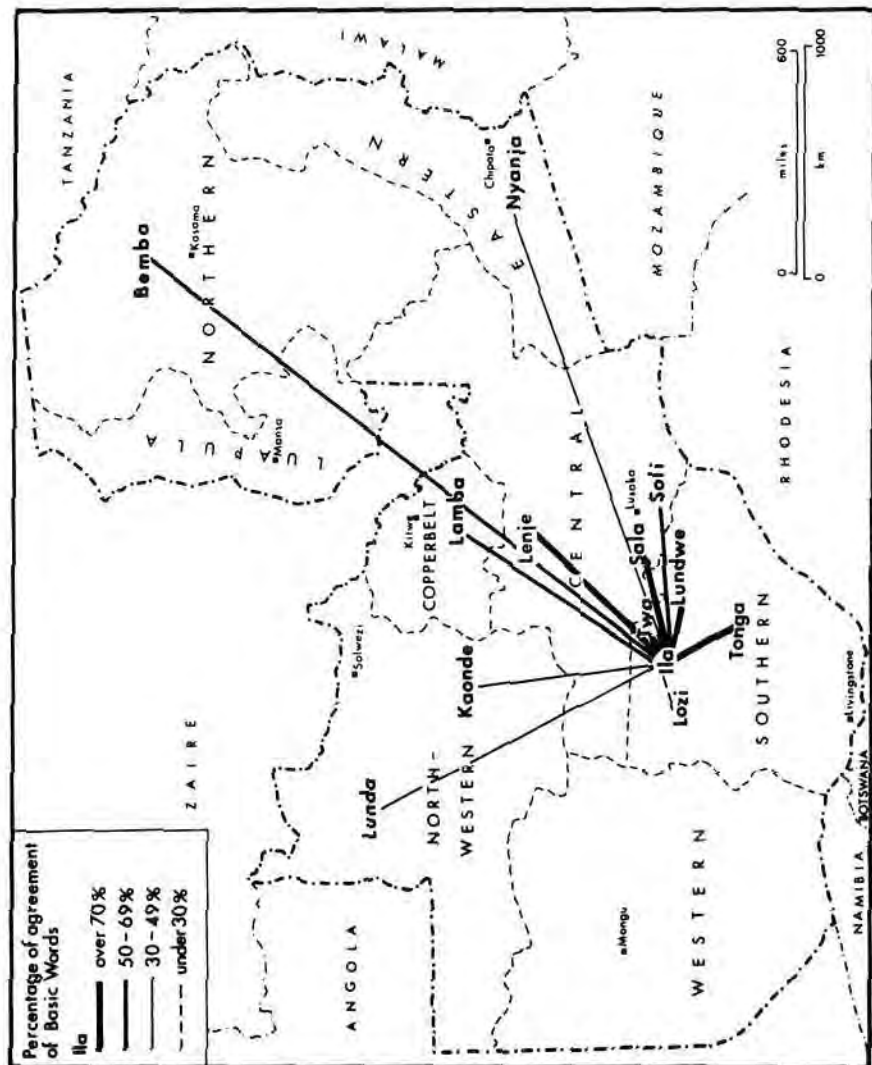 Percentage of agreement
of Basic Words
Ila
over 70%
50-69%
30-49%
under 30%
TANZANIA
MALAWI
ZAIRE
ANGOLA
NAMIBIA
BOTSWANA
RHODESIA
MOZAMBIQUE
NORTHERN
LUAPULA
EASTERN
COPPERBELT
NORTH-
WESTERN
CENTRAL
WESTERN
SOUTHERN
Kasama
Mansa
Chipata
Kitwe
Solwezi
Lusaka
Mongu
Livingstone
Bemba
Nyanja
Lamba
Lenje
Kaonde
Lunda
Sala
Soli
Twa
Lundwe
Ila
Lozi
Tonga
0 miles 600
0 km 1000